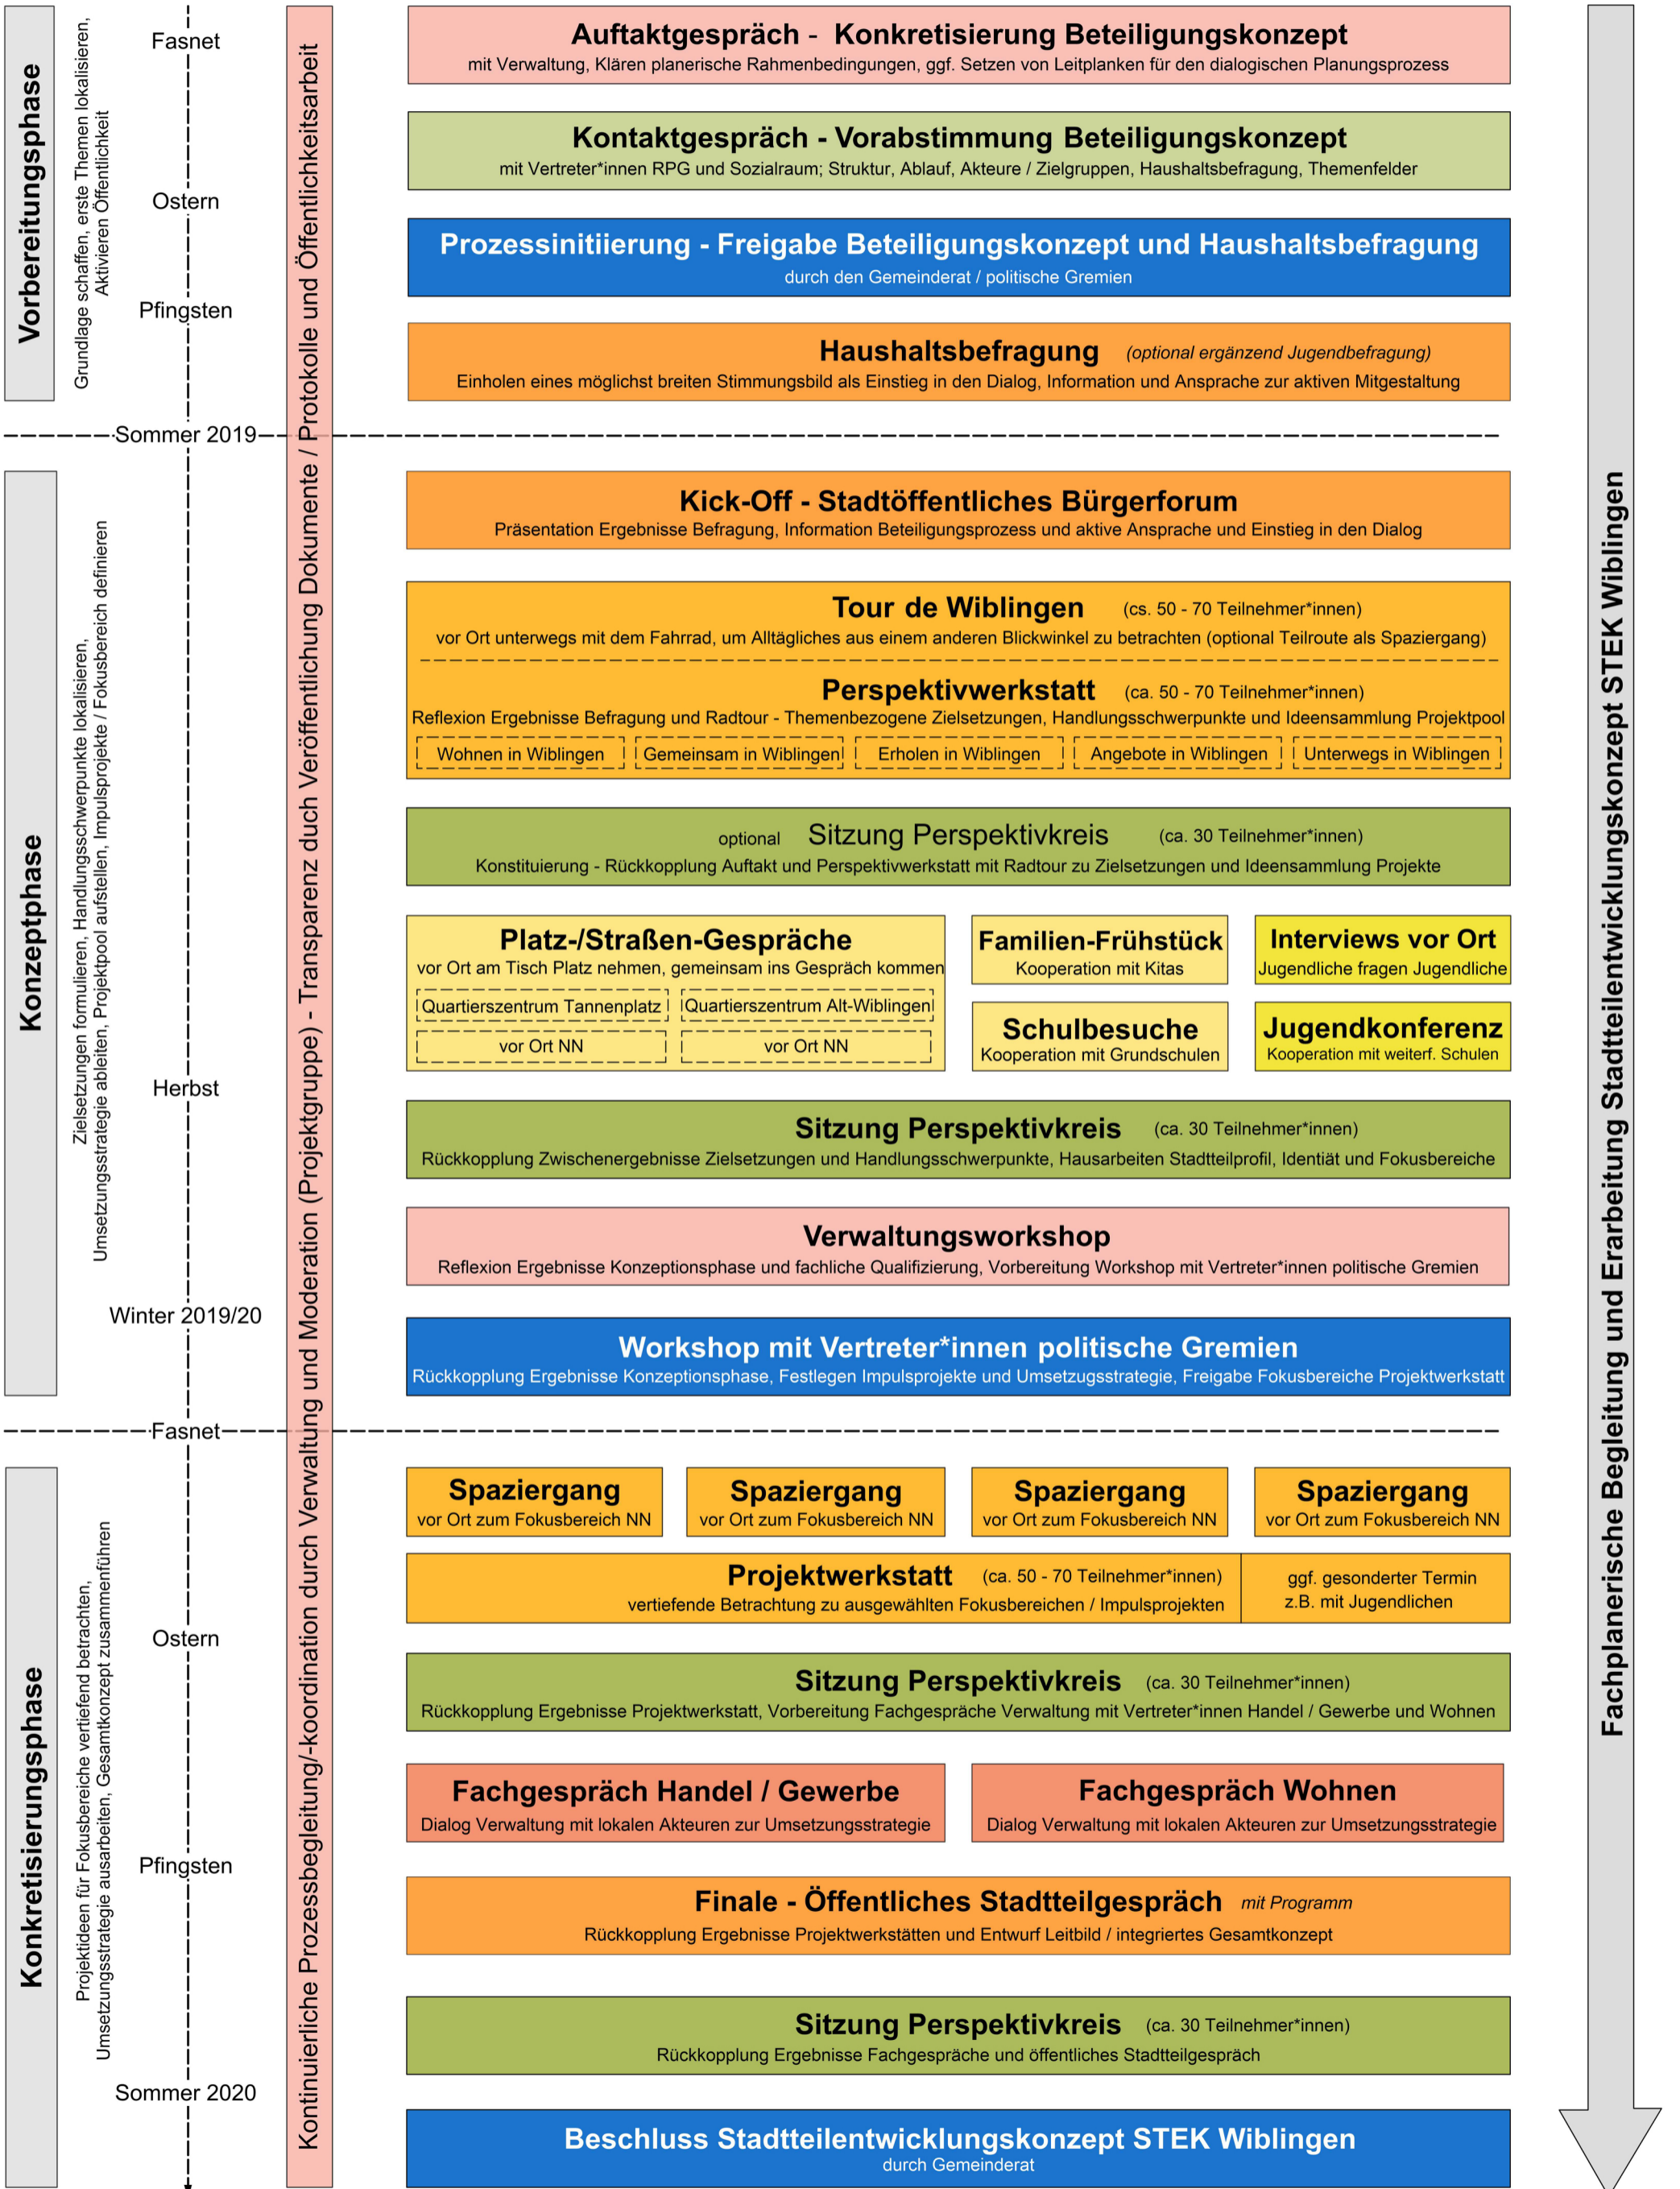 Vorbereitungsphase
Grundlage schaffen, erste Themen lokalisieren,
Aktivieren Öffentlichkeit
Fasnet
Ostern
Pfingsten
Sommer 2019
Kontinuierliche Prozessbegleitung/-koordination durch Verwaltung und Moderation (Projektgruppe) - Transparenz duch Veröffentlichung Dokumente / Protokolle und Öffentlichkeitsarbeit
Auftaktgespräch - Konkretisierung Beteiligungskonzept
mit Verwaltung, Klären planerische Rahmenbedingungen, ggf. Setzen von Leitplanken für den dialogischen Planungsprozess
Kontaktgespräch - Vorabstimmung Beteiligungskonzept
mit Vertreter*innen RPG und Sozialraum; Struktur, Ablauf, Akteure / Zielgruppen, Haushaltsbefragung, Themenfelder
Prozessinitiierung - Freigabe Beteiligungskonzept und Haushaltsbefragung
durch den Gemeinderat / politische Gremien
Haushaltsbefragung (optional ergänzend Jugendbefragung)
Einholen eines möglichst breiten Stimmungsbild als Einstieg in den Dialog, Information und Ansprache zur aktiven Mitgestaltung
Konzeptphase
Zielsetzungen formulieren, Handlungsschwerpunkte lokalisieren,
Umsetzungsstrategie ableiten, Projektpool aufstellen, Impulsprojekte / Fokusbereich definieren
Herbst
Winter 2019/20
Fasnet
Kick-Off - Stadtöffentliches Bürgerforum
Präsentation Ergebnisse Befragung, Information Beteiligungsprozess und aktive Ansprache und Einstieg in den Dialog
Tour de Wiblingen (cs. 50 - 70 Teilnehmer*innen)
vor Ort unterwegs mit dem Fahrrad, um Alltägliches aus einem anderen Blickwinkel zu betrachten (optional Teilroute als Spaziergang)
Perspektivwerkstatt (ca. 50 - 70 Teilnehmer*innen)
Reflexion Ergebnisse Befragung und Radtour - Themenbezogene Zielsetzungen, Handlungsschwerpunkte und Ideensammlung Projektpool
Wohnen in Wiblingen Gemeinsam in Wiblingen Erholen in Wiblingen Angebote in Wiblingen Unterwegs in Wiblingen
optional Sitzung Perspektivkreis (ca. 30 Teilnehmer*innen)
Konstituierung - Rückkopplung Auftakt und Perspektivwerkstatt mit Radtour zu Zielsetzungen und Ideensammlung Projekte
Platz-/Straßen-Gespräche
vor Ort am Tisch Platz nehmen, gemeinsam ins Gespräch kommen
Quartierszentrum Tannenplatz Quartierszentrum Alt-Wiblingen
vor Ort NN vor Ort NN
Familien-Frühstück
Kooperation mit Kitas
Interviews vor Ort
Jugendliche fragen Jugendliche
Schulbesuche
Kooperation mit Grundschulen
Jugendkonferenz
Kooperation mit weiterf. Schulen
Sitzung Perspektivkreis (ca. 30 Teilnehmer*innen)
Rückkopplung Zwischenergebnisse Zielsetzungen und Handlungsschwerpunkte, Hausarbeiten Stadtteilprofil, Identiät und Fokusbereiche
Verwaltungsworkshop
Reflexion Ergebnisse Konzeptionsphase und fachliche Qualifizierung, Vorbereitung Workshop mit Vertreter*innen politische Gremien
Workshop mit Vertreter*innen politische Gremien
Rückkopplung Ergebnisse Konzeptionsphase, Festlegen Impulsprojekte und Umsetzugsstrategie, Freigabe Fokusbereiche Projektwerkstatt
Konkretisierungsphase
Projektideen für Fokusbereiche vertiefend betrachten,
Umsetzungsstrategie ausarbeiten, Gesamtkonzept zusammenführen
Ostern
Pfingsten
Sommer 2020
Spaziergang
vor Ort zum Fokusbereich NN
Spaziergang
vor Ort zum Fokusbereich NN
Spaziergang
vor Ort zum Fokusbereich NN
Spaziergang
vor Ort zum Fokusbereich NN
Projektwerkstatt (ca. 50 - 70 Teilnehmer*innen)
vertiefende Betrachtung zu ausgewählten Fokusbereichen / Impulsprojekten
ggf. gesonderter Termin
z.B. mit Jugendlichen
Sitzung Perspektivkreis (ca. 30 Teilnehmer*innen)
Rückkopplung Ergebnisse Projektwerkstatt, Vorbereitung Fachgespräche Verwaltung mit Vertreter*innen Handel / Gewerbe und Wohnen
Fachgespräch Handel / Gewerbe
Dialog Verwaltung mit lokalen Akteuren zur Umsetzungsstrategie
Fachgespräch Wohnen
Dialog Verwaltung mit lokalen Akteuren zur Umsetzungsstrategie
Finale - Öffentliches Stadtteilgespräch mit Programm
Rückkopplung Ergebnisse Projektwerkstätten und Entwurf Leitbild / integriertes Gesamtkonzept
Sitzung Perspektivkreis (ca. 30 Teilnehmer*innen)
Rückkopplung Ergebnisse Fachgespräche und öffentliches Stadtteilgespräch
Beschluss Stadtteilentwicklungskonzept STEK Wiblingen
durch Gemeinderat
Fachplanerische Begleitung und Erarbeitung Stadtteilentwicklungskonzept STEK Wiblingen